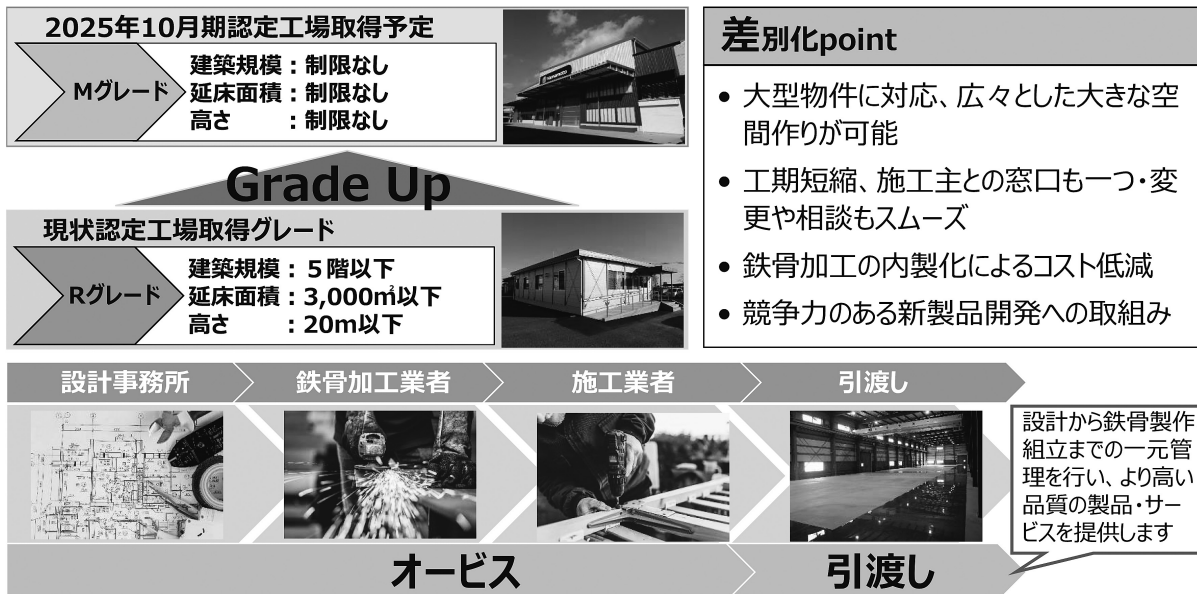 2025年10月期認定工場取得予定
Mグレード
建築規模：制限なし
延床面積：制限なし
高さ　　：制限なし
Grade Up
現状認定工場取得グレード
Rグレード
建築規模：５階以下
延床面積：3,000㎡以下
高さ　　：20m以下
差別化point
• 大型物件に対応、広々とした大きな空
間作りが可能
• 工期短縮、施工主との窓口も一つ・変
更や相談もスムーズ
• 鉄骨加工の内製化によるコスト低減
• 競争力のある新製品開発への取組み
設計事務所
鉄骨加工業者
施工業者
引渡し
設計から鉄骨製作
組立までの一元管
理を行い、より高い
品質の製品・サー
ビスを提供します
オービス
引渡し